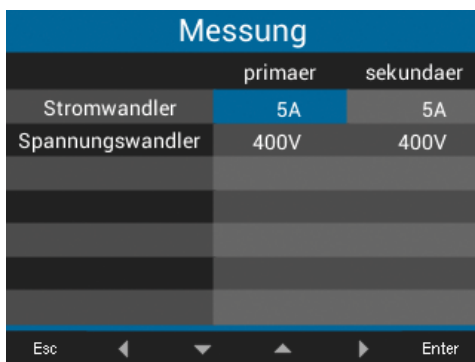 Messung
primaer sekundaer
Stromwandler 5A 5A
Spannungswandler 400V 400V
Esc Enter